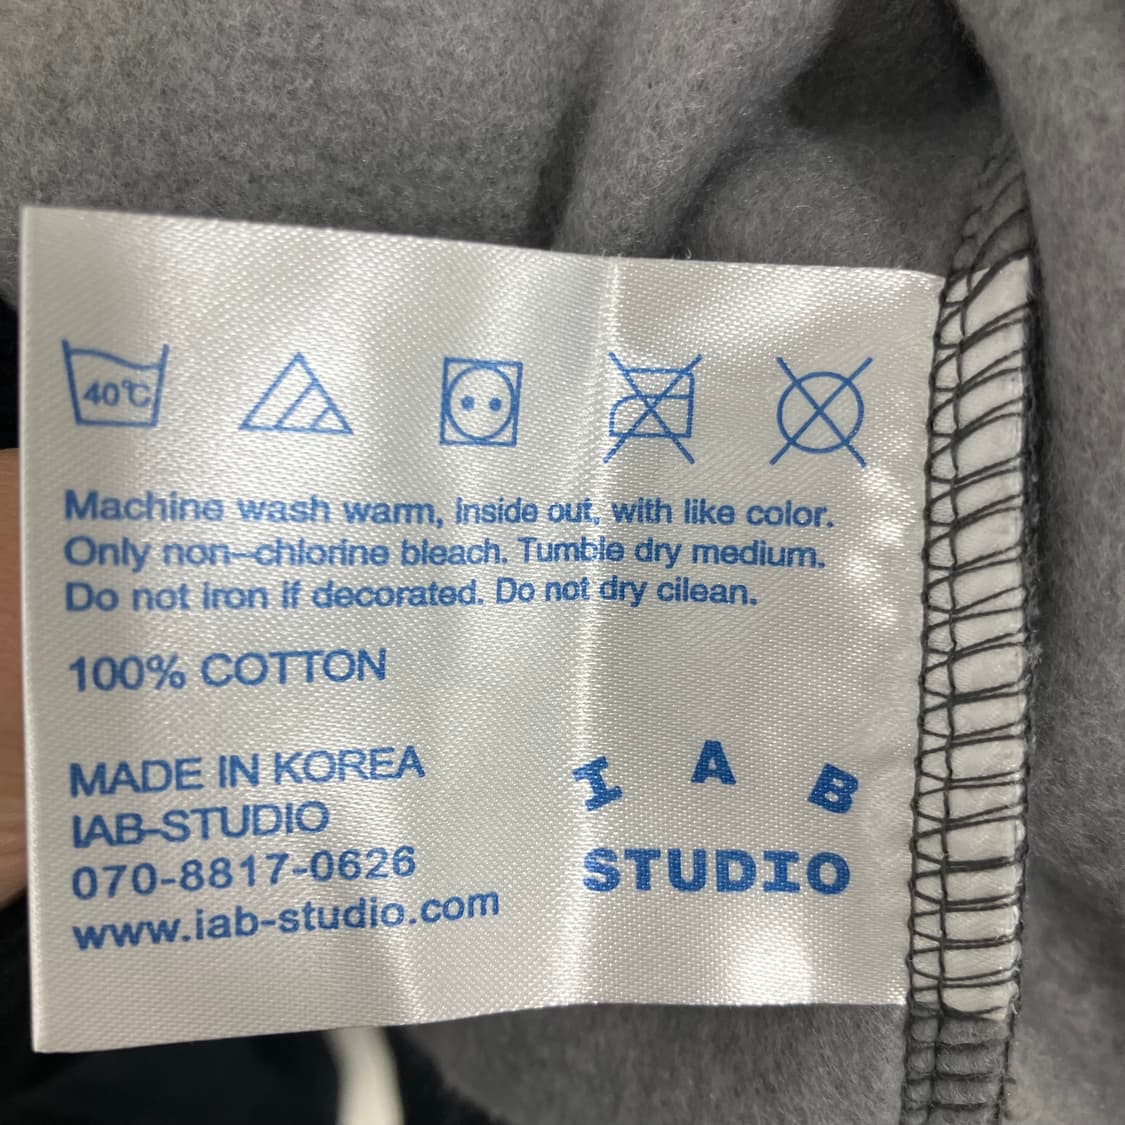 40℃
Machine wash warm, inside out, with like color.
Only non-chlorine bleach. Tumble dry medium.
Do not iron if decorated. Do not dry cilean.
100% COTTON
MADE IN KOREA
IAB-STUDIO
070-8817-0626
www.iab-studio.com
I A B
STUDIO